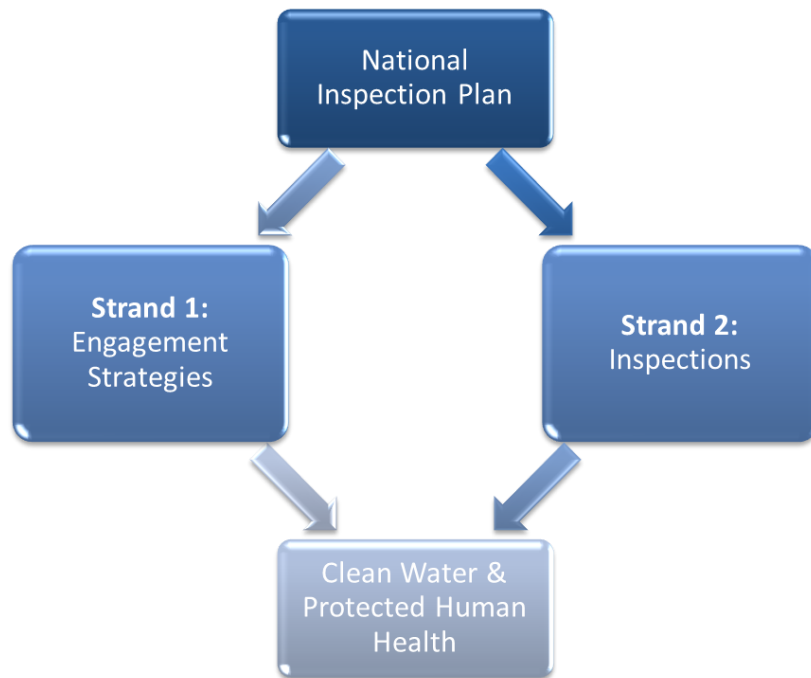 National
Inspection Plan
Strand 1:
Engagement
Strategies
Strand 2:
Inspections
Clean Water &
Protected Human
Health